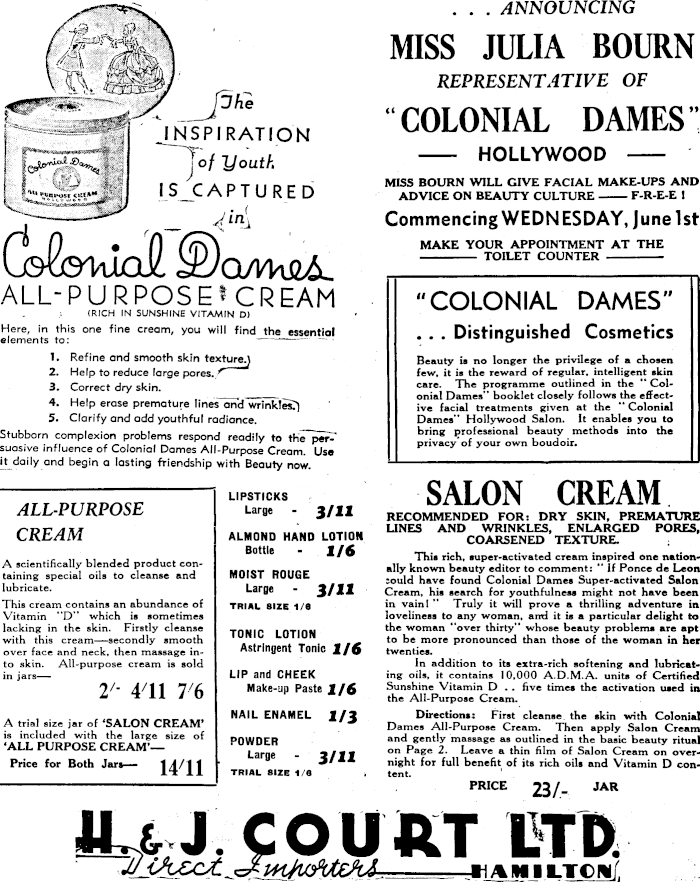 The
INSPIRATION
of Youth
IS CAPTURED
in
Colonial Dames
ALL PURPOSE CREAM
HOLLYWOOD
Colonial Dames
ALL-PURPOSE CREAM
(RICH IN SUNSHINE VITAMIN D)
Here, in this one fine cream, you will find the essential
elements to:
1. Refine and smooth skin texture.
2. Help to reduce large pores.
3. Correct dry skin.
4. Help erase premature lines and wrinkles.
5. Clarify and add youthful radiance.
Stubborn complexion problems respond readily to the per-
suasive influence of Colonial Dames All-Purpose Cream. Use
it daily and begin a lasting friendship with Beauty now.
ALL-PURPOSE
CREAM
A scientifically blended product con-
taining special oils to cleanse and
lubricate.
This cream contains an abundance of
Vitamin "D" which is sometimes
lacking in the skin. Firstly cleanse
with this cream—secondly smooth
over face and neck, then massage in-
to skin. All-purpose cream is sold
in jars—
2/- 4/11 7/6
A trial size jar of 'SALON CREAM'
is included with the large size of
'ALL PURPOSE CREAM'—
Price for Both Jars— 14/11
LIPSTICKS
Large - 3/11
ALMOND HAND LOTION
Bottle - 1/6
MOIST ROUGE
Large - 3/11
TRIAL SIZE 1/6
TONIC LOTION
Astringent Tonic 1/6
LIP and CHEEK
Make-up Paste 1/6
NAIL ENAMEL 1/3
POWDER
Large - 3/11
TRIAL SIZE 1/6
. . . ANNOUNCING
MISS JULIA BOURN
REPRESENTATIVE OF
"COLONIAL DAMES"
— HOLLYWOOD —
MISS BOURN WILL GIVE FACIAL MAKE-UPS AND
ADVICE ON BEAUTY CULTURE — F-R-E-E !
Commencing WEDNESDAY, June 1st
MAKE YOUR APPOINTMENT AT THE
TOILET COUNTER
"COLONIAL DAMES"
. . . Distinguished Cosmetics
Beauty is no longer the privilege of a chosen
few, it is the reward of regular, intelligent skin
care. The programme outlined in the "Col-
onial Dames" booklet closely follows the effect-
ive facial treatments given at the "Colonial
Dames" Hollywood Salon. It enables you to
bring professional beauty methods into the
privacy of your own boudoir.
SALON CREAM
RECOMMENDED FOR: DRY SKIN, PREMATURE
LINES AND WRINKLES, ENLARGED PORES,
COARSENED TEXTURE.
This rich, super-activated cream inspired one nation-
ally known beauty editor to comment: "If Ponce de Leon
could have found Colonial Dames Super-activated Salon
Cream, his search for youthfulness might not have been
in vain!" Truly it will prove a thrilling adventure in
loveliness to any woman, and it is a particular delight to
the woman "over thirty" whose beauty problems are apt
to be more pronounced than those of the woman in her
twenties.
In addition to its extra-rich softening and lubricat-
ing oils, it contains 10,000 A.D.M.A. units of Certified
Sunshine Vitamin D . . five times the activation used in
the All-Purpose Cream.
Directions: First cleanse the skin with Colonial
Dames All-Purpose Cream. Then apply Salon Cream
and gently massage as outlined in the basic beauty ritual
on Page 2. Leave a thin film of Salon Cream on over-
night for full benefit of its rich oils and Vitamin D con-
tent.
PRICE 23/- JAR
H. & J. COURT LTD.
Direct Importers HAMILTON